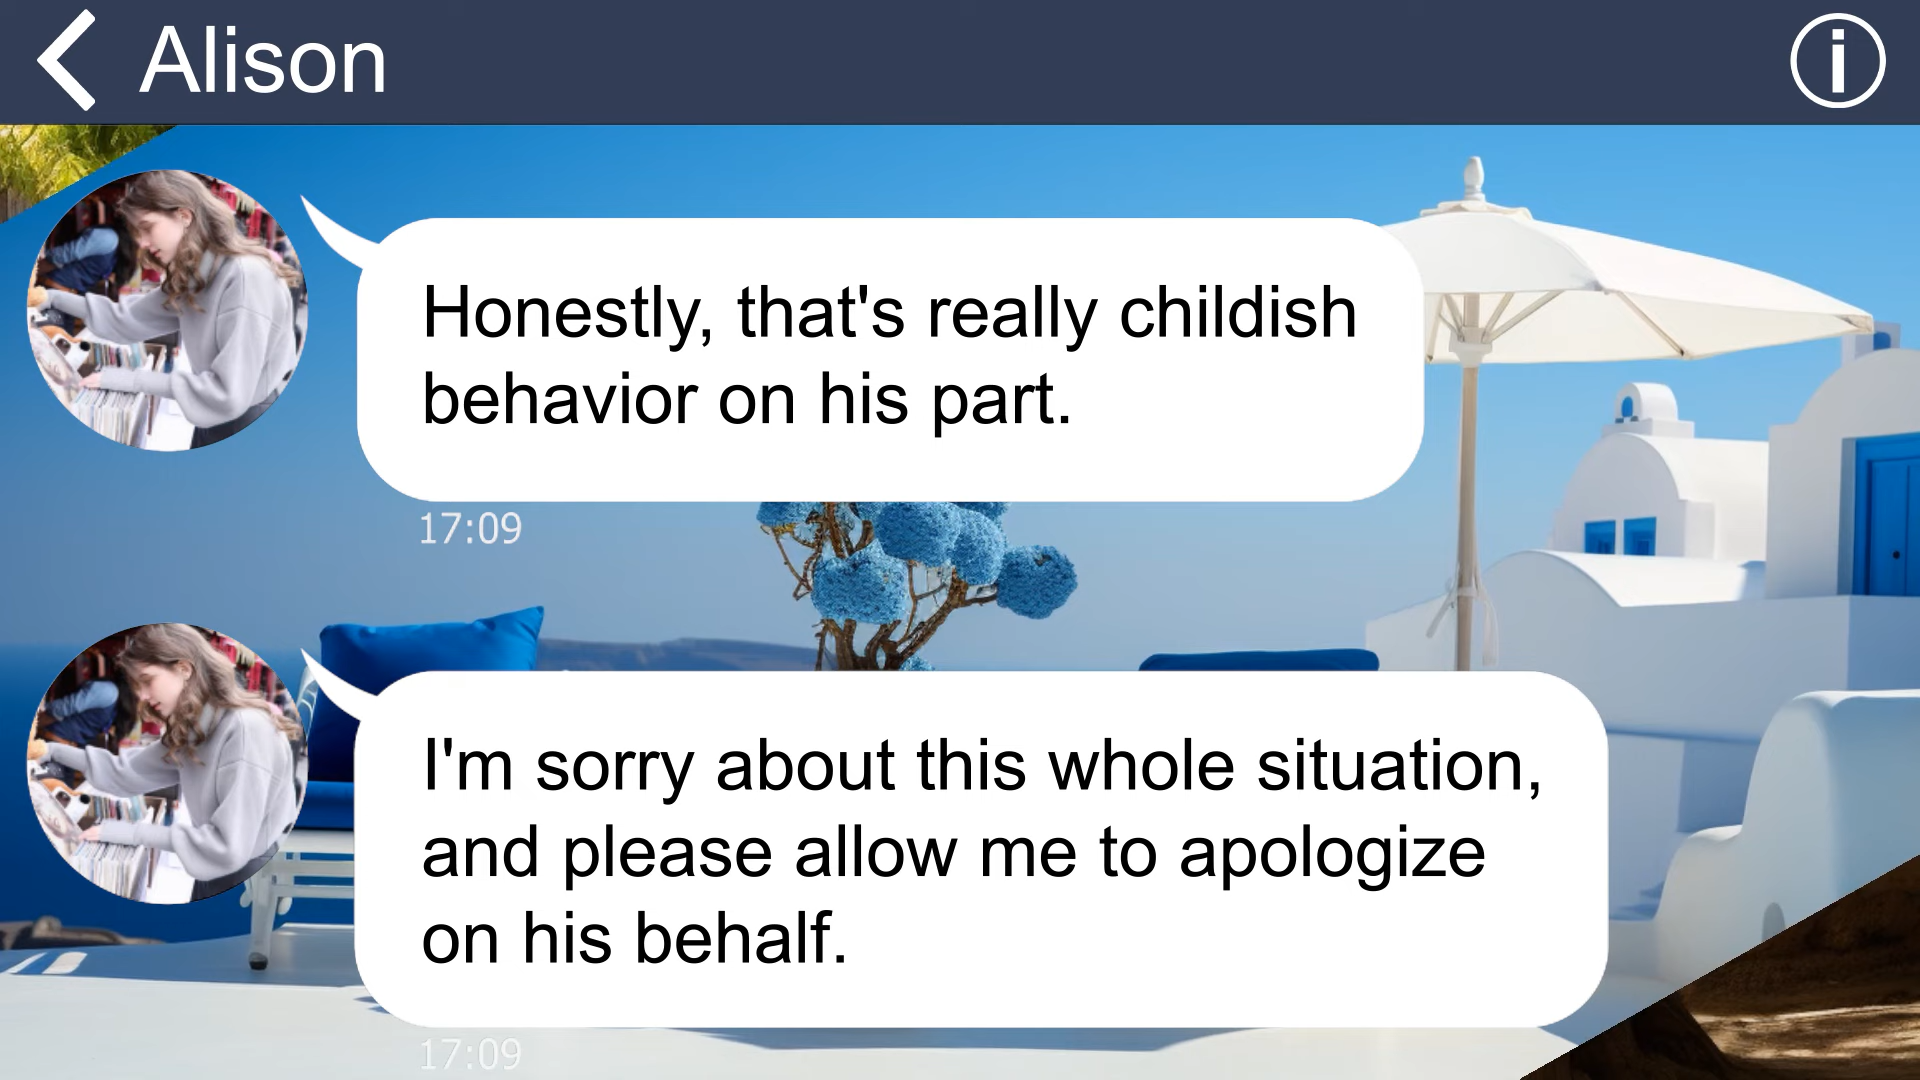 Alison
Honestly, that's really childish
behavior on his part.
17:09
I'm sorry about this whole situation,
and please allow me to apologize
on his behalf.
17:09